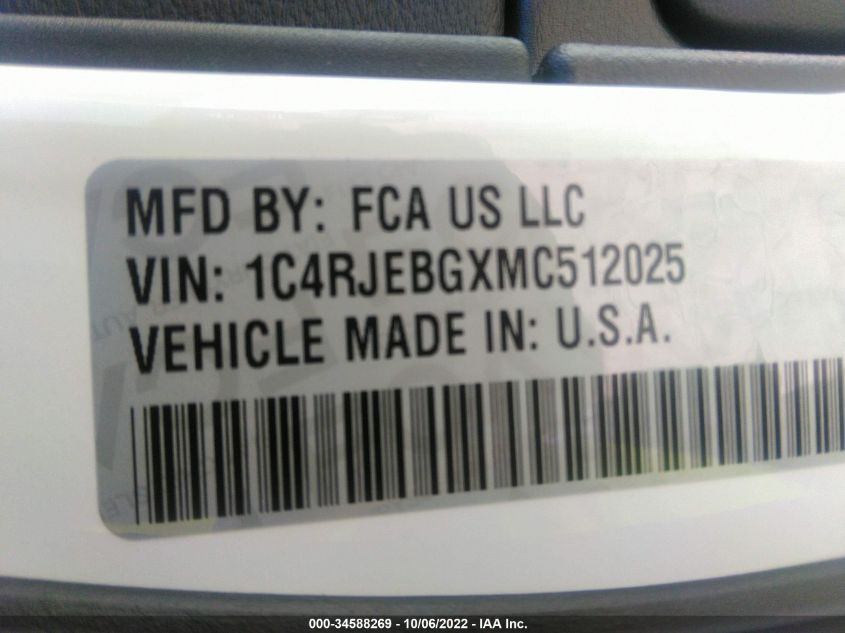 MFD BY: FCA US LLC
VIN: 1C4RJEBGXMC512025
VEHICLE MADE IN: U.S.A.
000-34588269 - 10/06/2022 - IAA Inc.